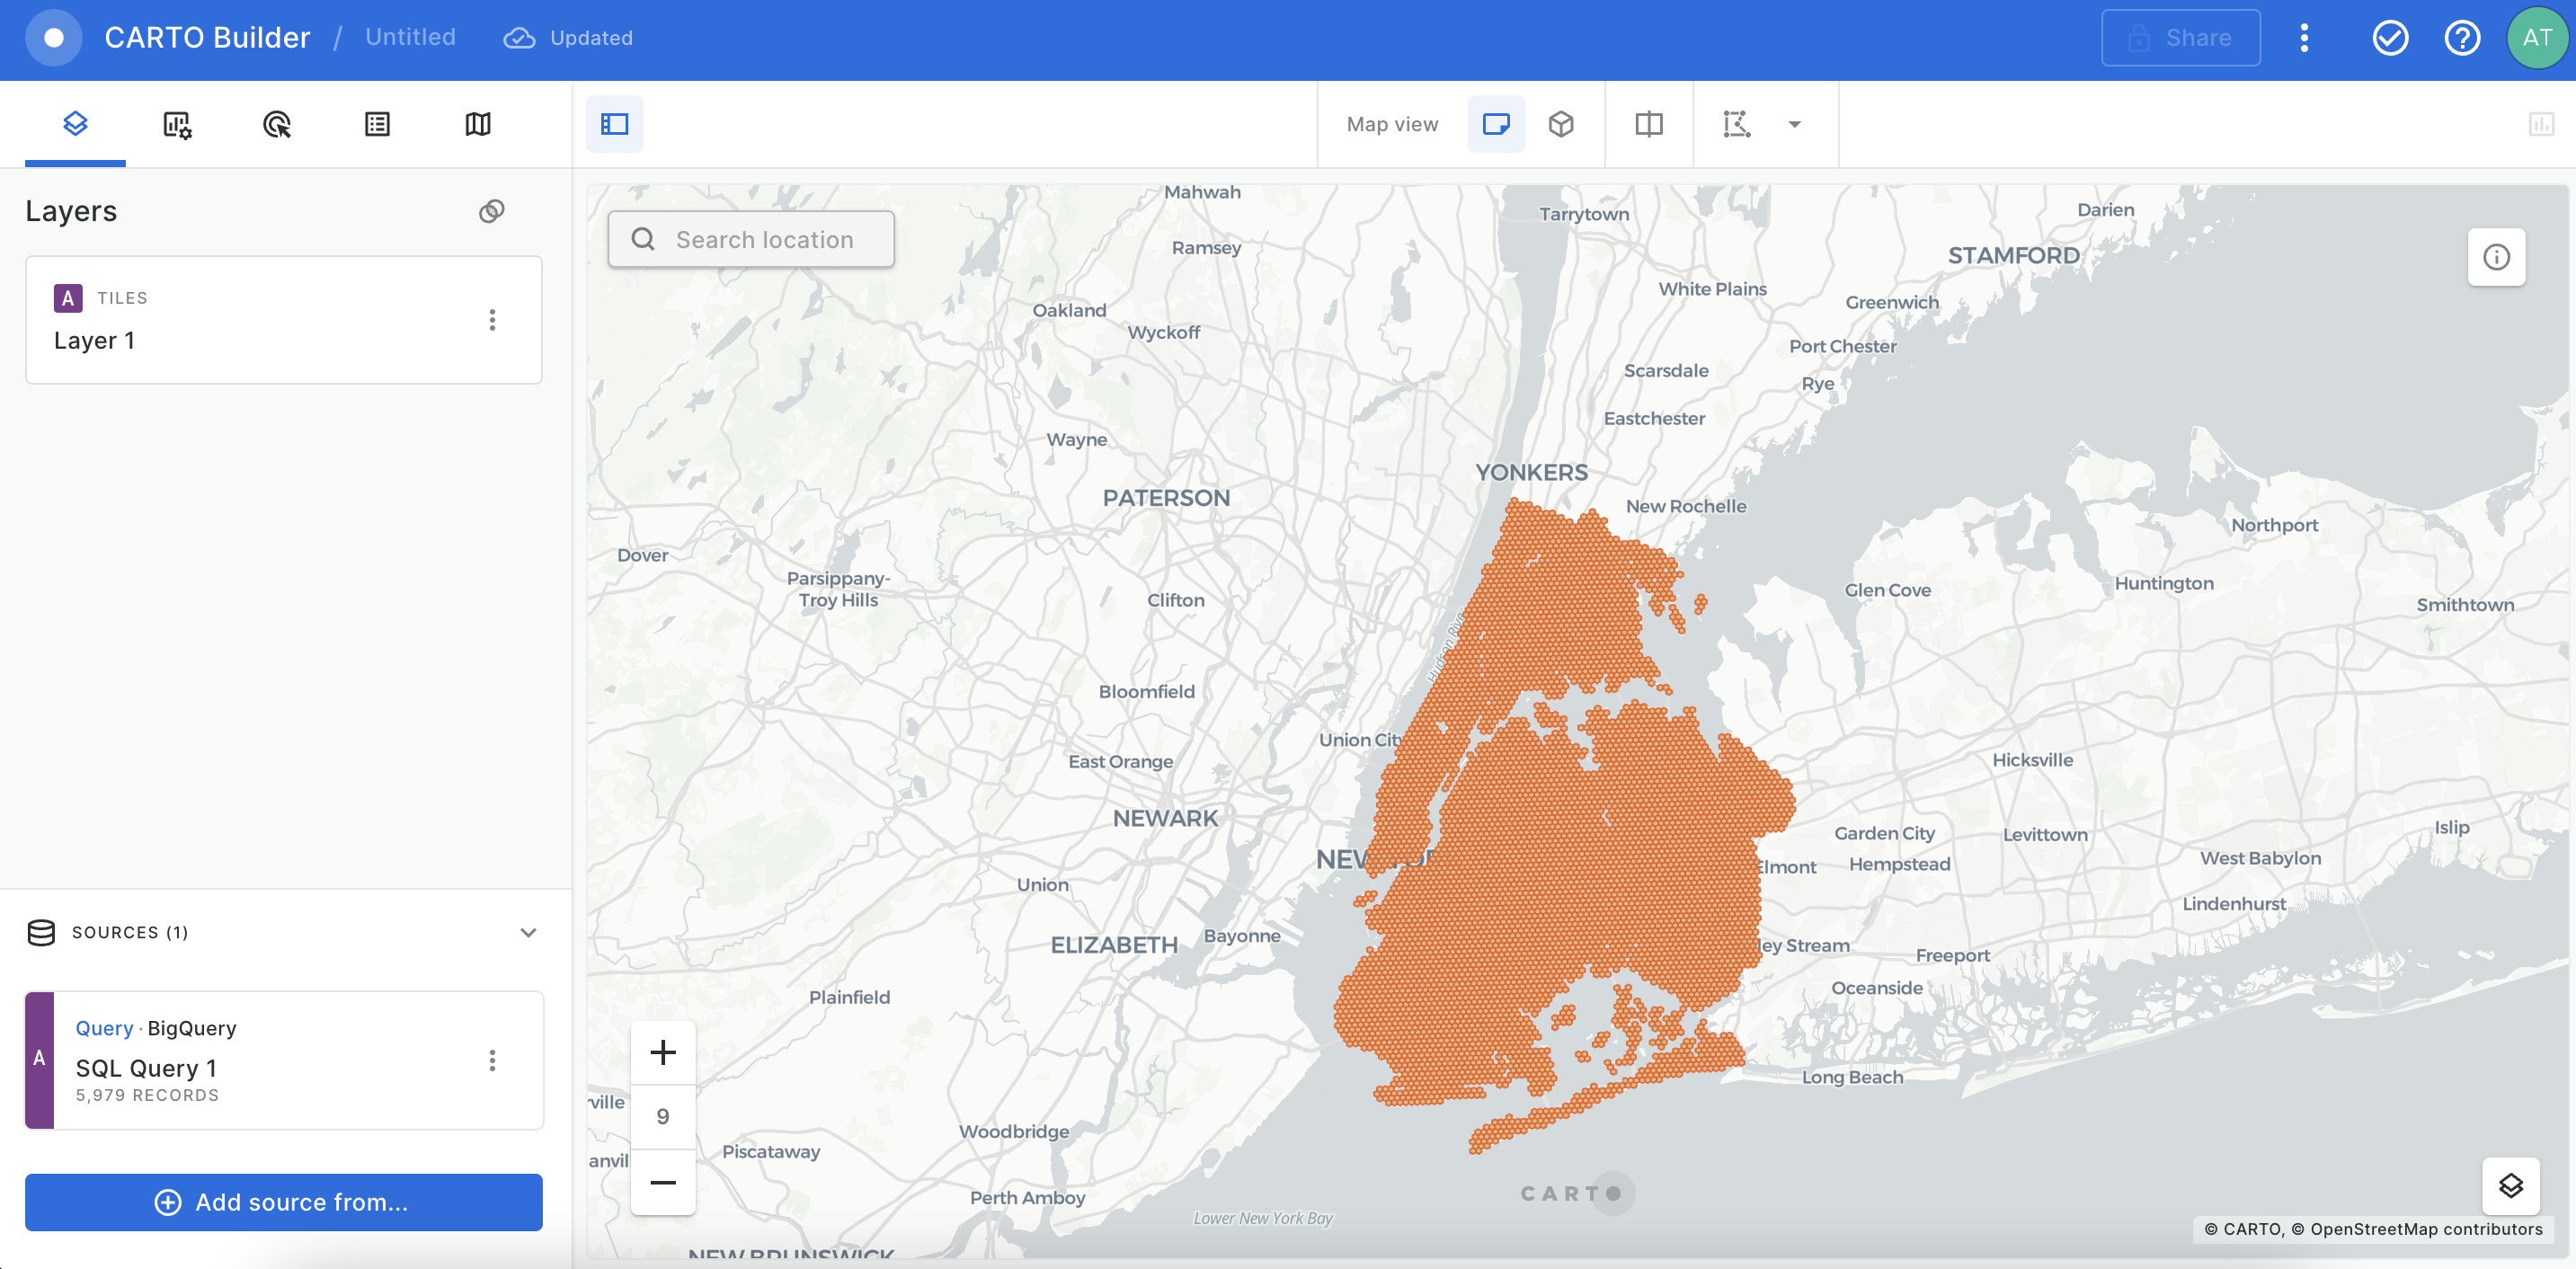 CARTO Builder / Untitled Updated
Share
AT
Map view
Layers
A TILES
Layer 1
SOURCES (1)
A
Query · BigQuery
SQL Query 1
5,979 RECORDS
Add source from...
Search location
Mahwah
Tarrytown
Darien
Ramsey
STAMFORD
White Plains
Greenwich
Oakland
Wyckoff
Port Chester
Scarsdale
Rye
Eastchester
Wayne
YONKERS
PATERSON
New Rochelle
Northport
Dover
Parsippany-
Troy Hills
Huntington
Glen Cove
Clifton
Smithtown
Hudson River
Bloomfield
Union City
East Orange
Hicksville
NEWARK
Garden City
Levittown
Islip
NEW YOR
Elmont
Hempstead
West Babylon
Union
Lindenhurst
Bayonne
ELIZABETH
ley Stream
Freeport
Oceanside
Plainfield
Long Beach
ville
9
Woodbridge
Piscataway
anvil
CARTO
Perth Amboy
Lower New York Bay
NEW BRUNSWICK
© CARTO, © OpenStreetMap contributors